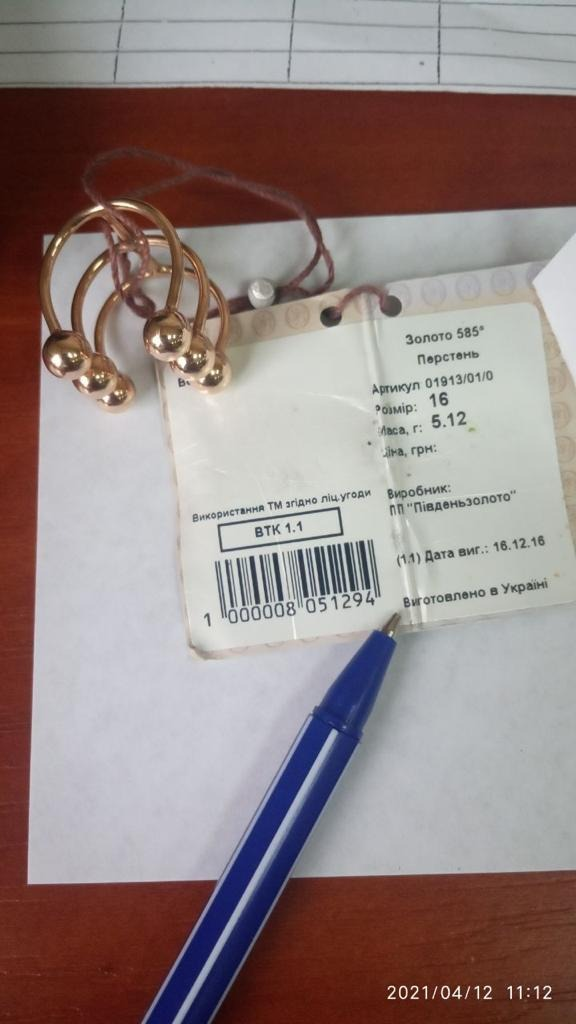 Золото 585°
Перстень
Артикул 01913/01/0
Розмір: 16
Маса, г: 5.12
Ціна, грн:
Виробник:
ПП "Південьзолото"
(1.1) Дата виг.: 16.12.16
Виготовлено в Україні
Використання ТМ згідно ліц.угоди
ВТК 1.1
1 000008 051294
2021/04/12 11:12